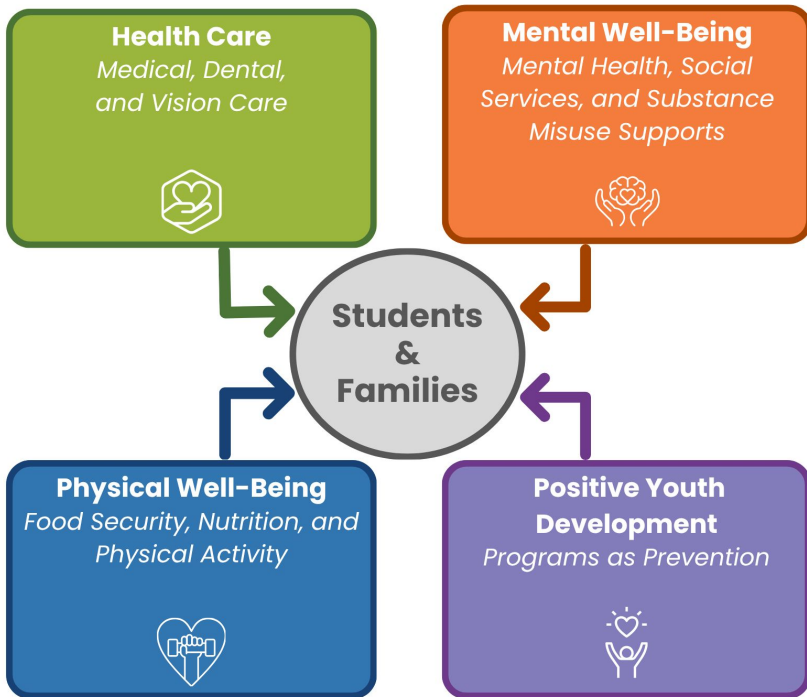 Health Care
Medical, Dental,
and Vision Care
Mental Well-Being
Mental Health, Social
Services, and Substance
Misuse Supports
Students
&
Families
Physical Well-Being
Food Security, Nutrition, and
Physical Activity
Positive Youth
Development
Programs as Prevention